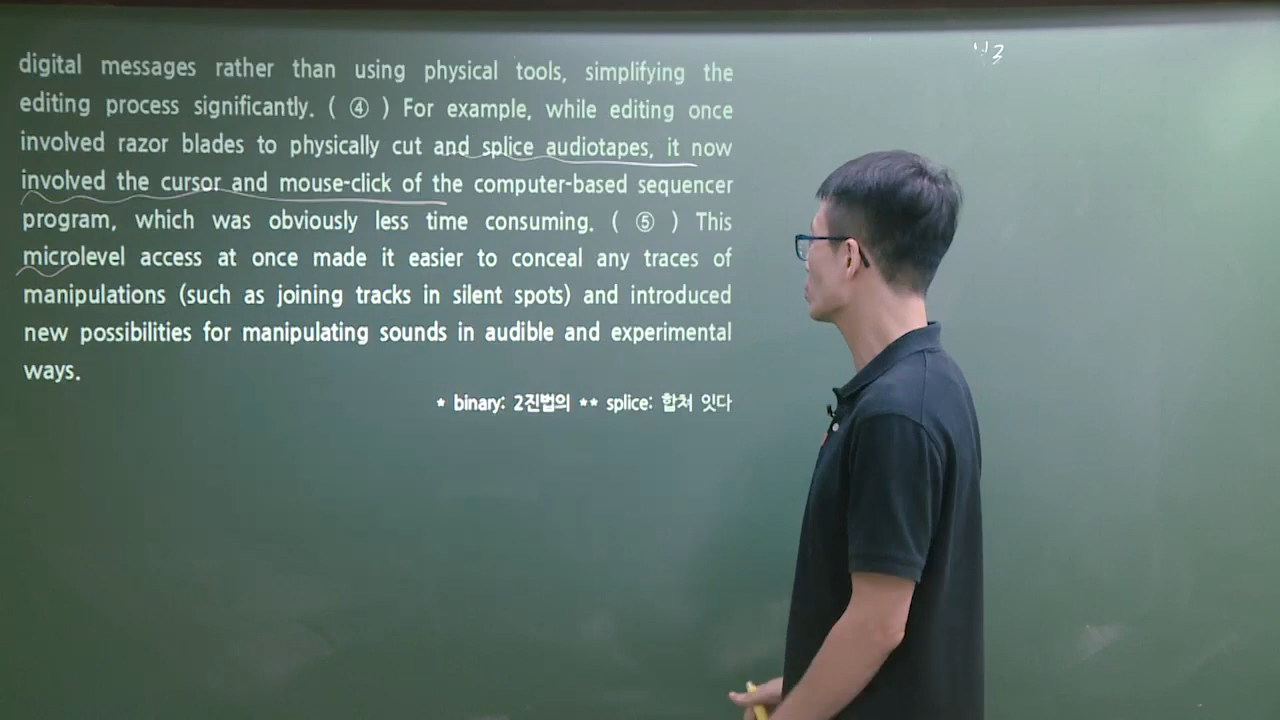 digital messages rather than using physical tools, simplifying the
editing process significantly. ( ④ ) For example, while editing once
involved razor blades to physically cut and splice audiotapes, it now
involved the cursor and mouse-click of the computer-based sequencer
program, which was obviously less time consuming. ( ⑤ ) This
microlevel access at once made it easier to conceal any traces of
manipulations (such as joining tracks in silent spots) and introduced
new possibilities for manipulating sounds in audible and experimental
ways.
* binary: 2진법의 ** splice: 합쳐 잇다